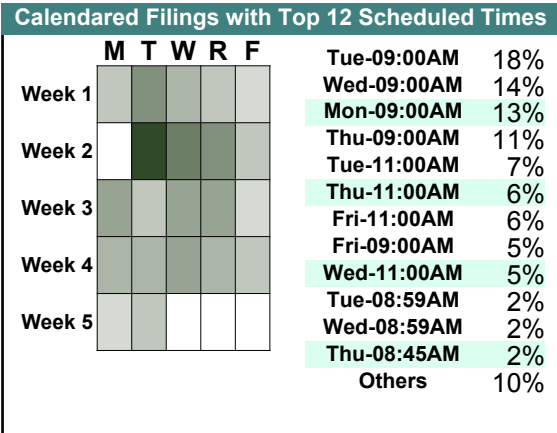 Calendared Filings with Top 12 Scheduled Times
M T W R F
Week 1
Week 2
Week 3
Week 4
Week 5
Tue-09:00AM 18%
Wed-09:00AM 14%
Mon-09:00AM 13%
Thu-09:00AM 11%
Tue-11:00AM 7%
Thu-11:00AM 6%
Fri-11:00AM 6%
Fri-09:00AM 5%
Wed-11:00AM 5%
Tue-08:59AM 2%
Wed-08:59AM 2%
Thu-08:45AM 2%
Others 10%